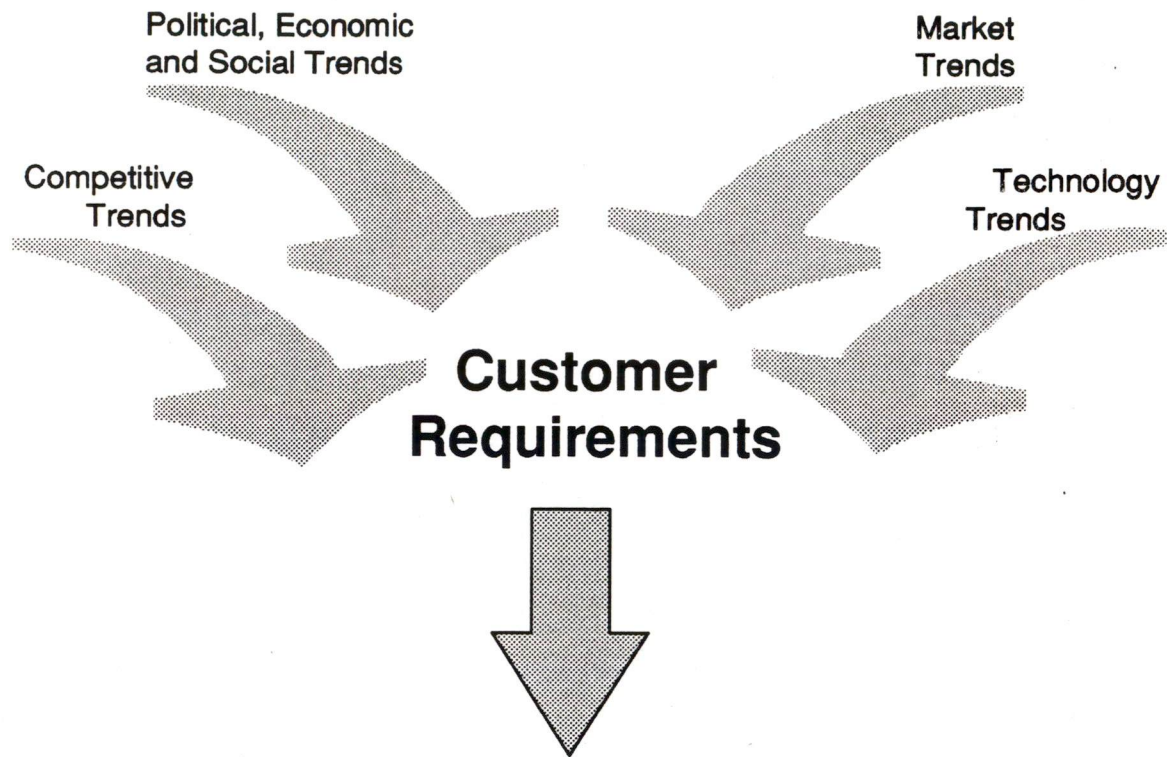 Political, Economic
and Social Trends
Market
Trends
Competitive
Trends
Technology
Trends
Customer
Requirements